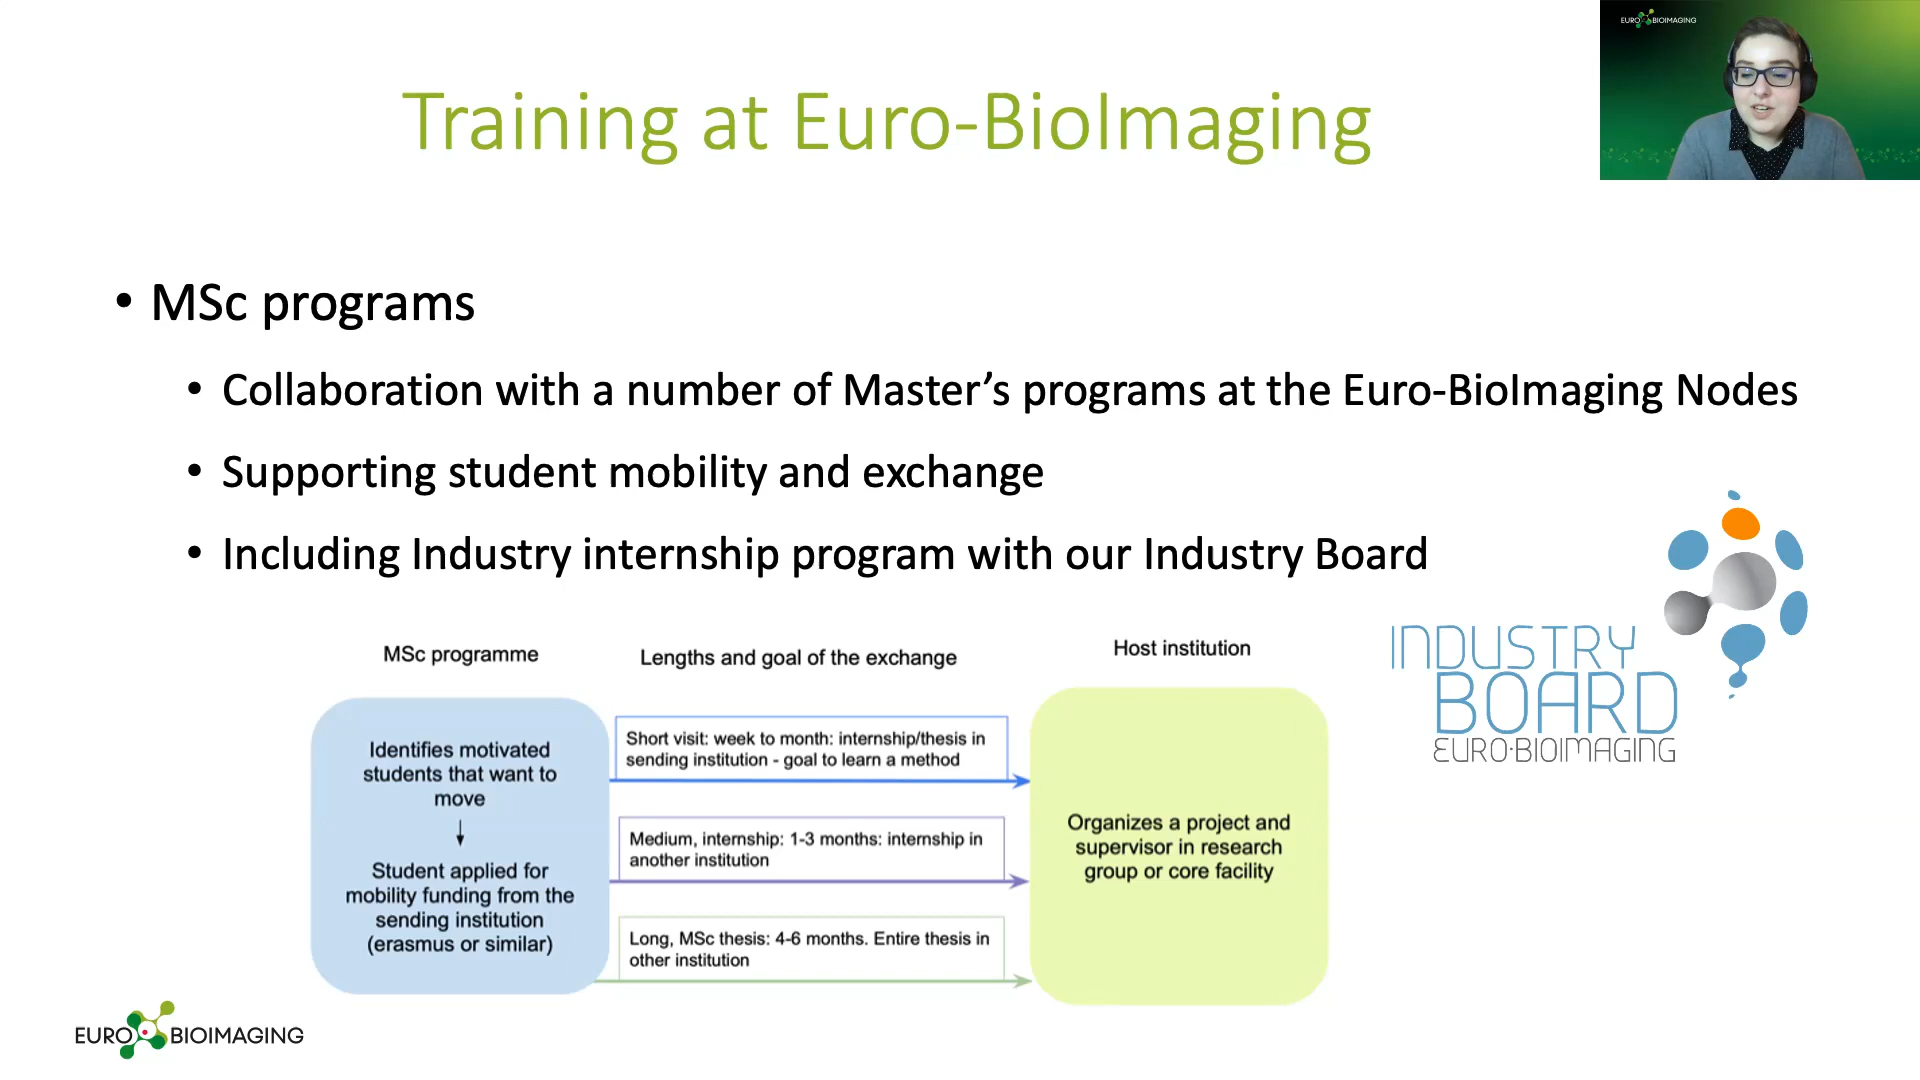 EURO BIOIMAGING
Training at Euro-BioImaging
• MSc programs
• Collaboration with a number of Master’s programs at the Euro-BioImaging Nodes
• Supporting student mobility and exchange
• Including Industry internship program with our Industry Board
INDUSTRY
BOARD
EURO·BIOIMAGING
MSc programme
Lengths and goal of the exchange
Host institution
Identifies motivated
students that want to
move
Student applied for
mobility funding from the
sending institution
(erasmus or similar)
Short visit: week to month: internship/thesis in
sending institution - goal to learn a method
Medium, internship: 1-3 months: internship in
another institution
Long, MSc thesis: 4-6 months. Entire thesis in
other institution
Organizes a project and
supervisor in research
group or core facility
EURO BIOIMAGING